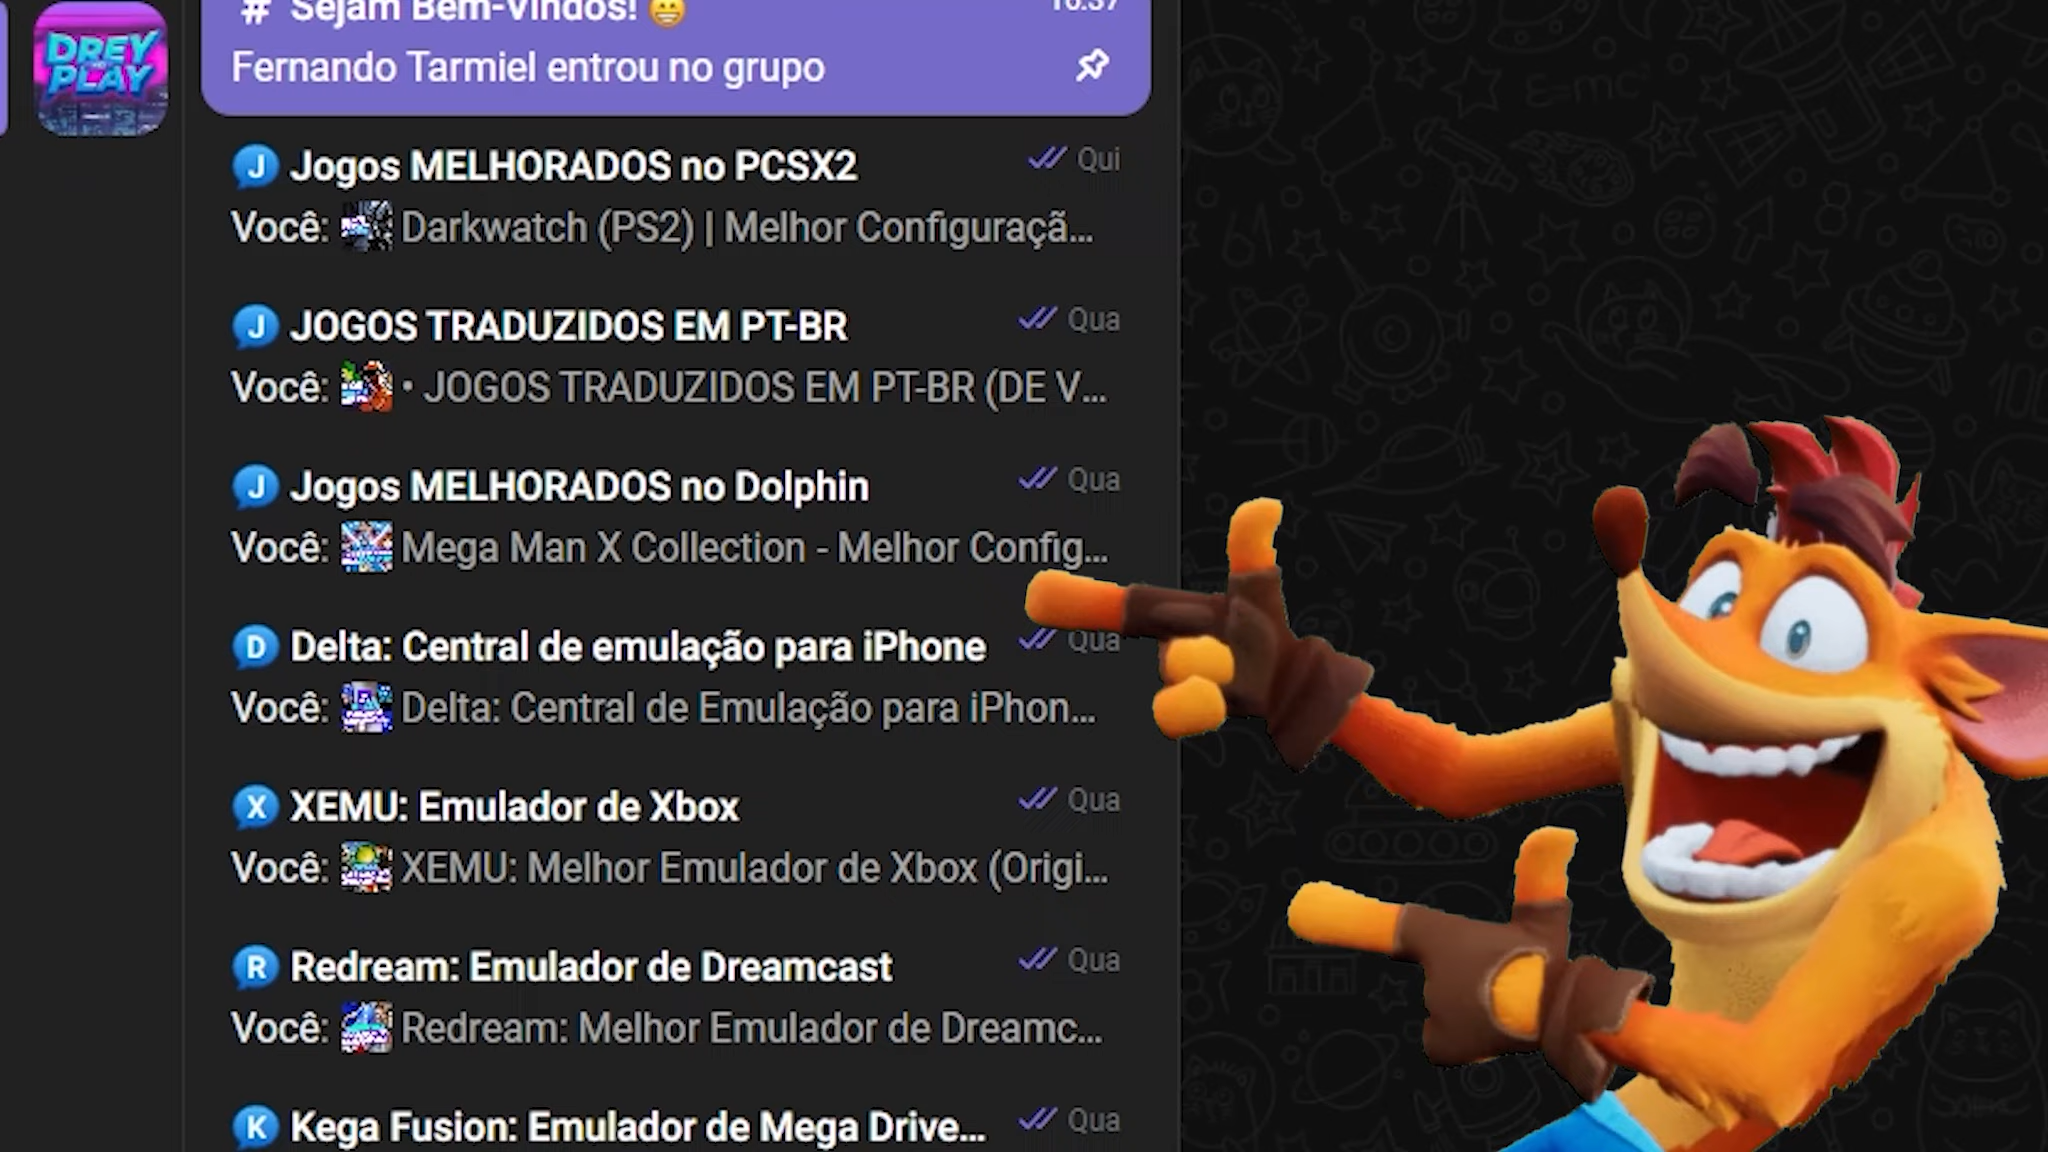 # Sejam Bem-Vindos! 😁 16:37
Fernando Tarmiel entrou no grupo
DREY
PLAY
J Jogos MELHORADOS no PCSX2 Qui
Você: Darkwatch (PS2) | Melhor Configuraçã...
J JOGOS TRADUZIDOS EM PT-BR Qua
Você: • JOGOS TRADUZIDOS EM PT-BR (DE V...
J Jogos MELHORADOS no Dolphin Qua
Você: Mega Man X Collection - Melhor Config...
D Delta: Central de emulação para iPhone Qua
Você: Delta: Central de Emulação para iPhon...
X XEMU: Emulador de Xbox Qua
Você: XEMU: Melhor Emulador de Xbox (Origi...
R Redream: Emulador de Dreamcast Qua
Você: Redream: Melhor Emulador de Dreamc...
K Kega Fusion: Emulador de Mega Drive... Qua
E=mc²